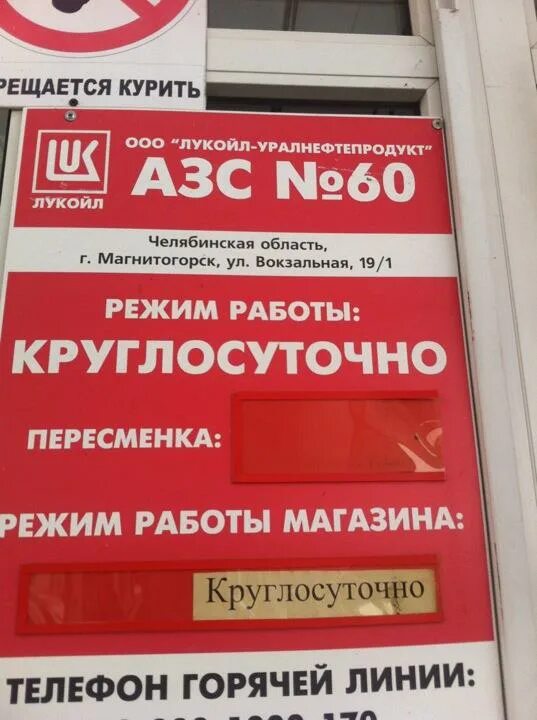 РЕЩАЕТСЯ КУРИТЬ
LUK
ЛУКОЙЛ
ООО "ЛУКОЙЛ-УРАЛНЕФТЕПРОДУКТ"
АЗС №60
Челябинская область,
г. Магнитогорск, ул. Вокзальная, 19/1
РЕЖИМ РАБОТЫ:
КРУГЛОСУТОЧНО
ПЕРЕСМЕНКА:
РЕЖИМ РАБОТЫ МАГАЗИНА:
Круглосуточно
ТЕЛЕФОН ГОРЯЧЕЙ ЛИНИИ: